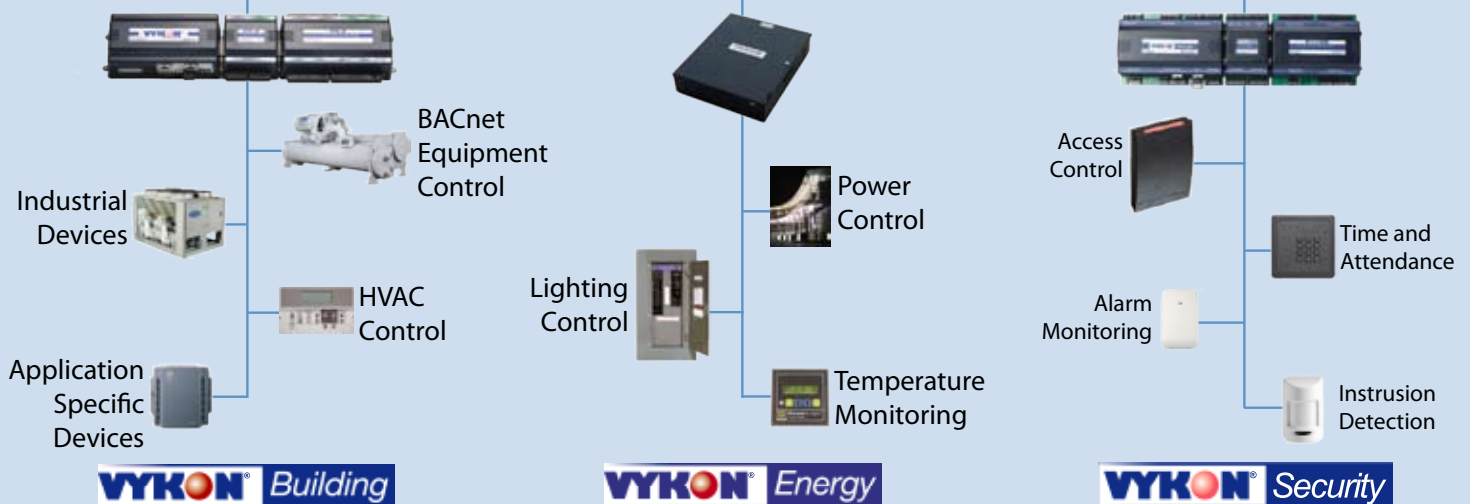 VYKON
BACnet
Equipment
Control
Industrial
Devices
HVAC
Control
Application
Specific
Devices
VYKON® Building
Power
Control
Lighting
Control
Temperature
Monitoring
VYKON® Energy
Access
Control
Time and
Attendance
Alarm
Monitoring
Instrusion
Detection
VYKON® Security